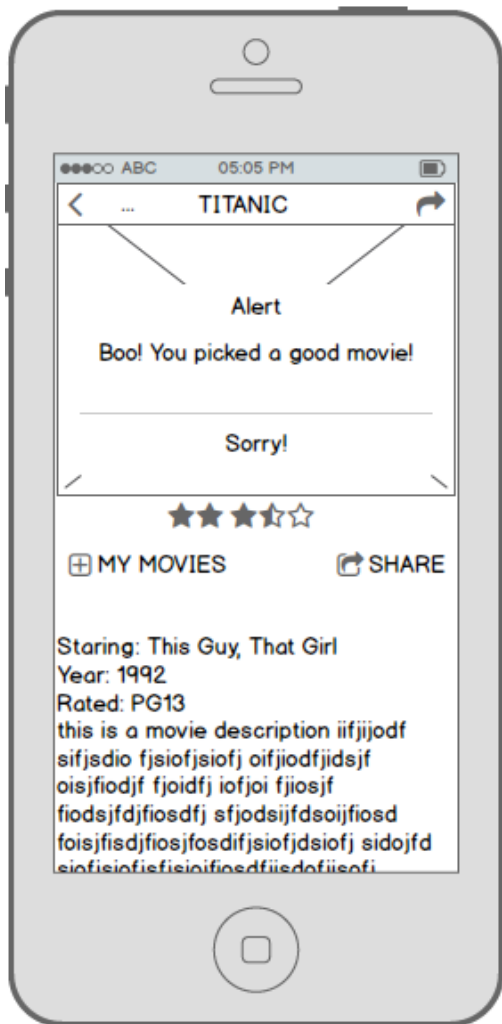 ABC 05:05 PM
... TITANIC
Alert
Boo! You picked a good movie!
Sorry!
MY MOVIES SHARE
Staring: This Guy, That Girl
Year: 1992
Rated: PG13
this is a movie description iifjijodf
sifjsdio fjsiofjsiofj oifjiodfjidsjf
oisjfiodjf fjoidfj iofjoi fjiosjf
fiodsjfdjfiosdfj sfjodsijfdsoijfiosd
foisjfisdjfiosjfosdifjsiofjdsiofj sidojfd